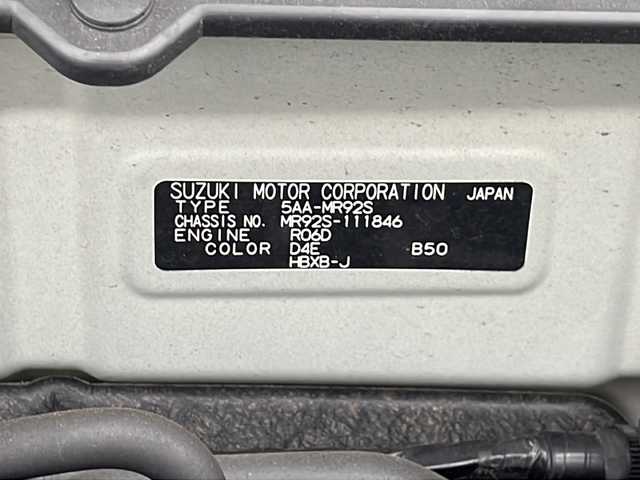 SUZUKI MOTOR CORPORATION JAPAN
TYPE 5AA-MR92S
CHASSIS NO. MR92S-111846
ENGINE R06D
COLOR D4E B50
HBXB-J